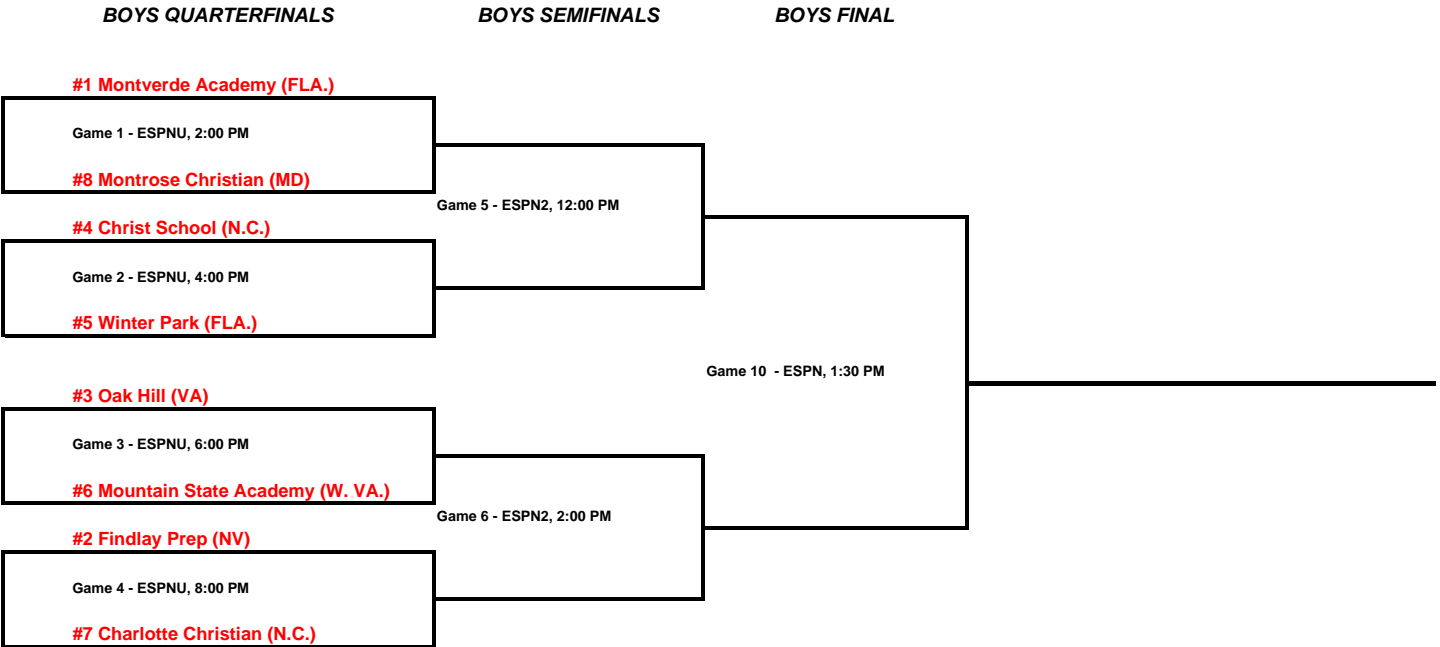 BOYS QUARTERFINALS
BOYS SEMIFINALS
BOYS FINAL
#1 Montverde Academy (FLA.)
Game 1 - ESPNU, 2:00 PM
#8 Montrose Christian (MD)
Game 5 - ESPN2, 12:00 PM
#4 Christ School (N.C.)
Game 2 - ESPNU, 4:00 PM
#5 Winter Park (FLA.)
Game 10 - ESPN, 1:30 PM
#3 Oak Hill (VA)
Game 3 - ESPNU, 6:00 PM
#6 Mountain State Academy (W. VA.)
Game 6 - ESPN2, 2:00 PM
#2 Findlay Prep (NV)
Game 4 - ESPNU, 8:00 PM
#7 Charlotte Christian (N.C.)